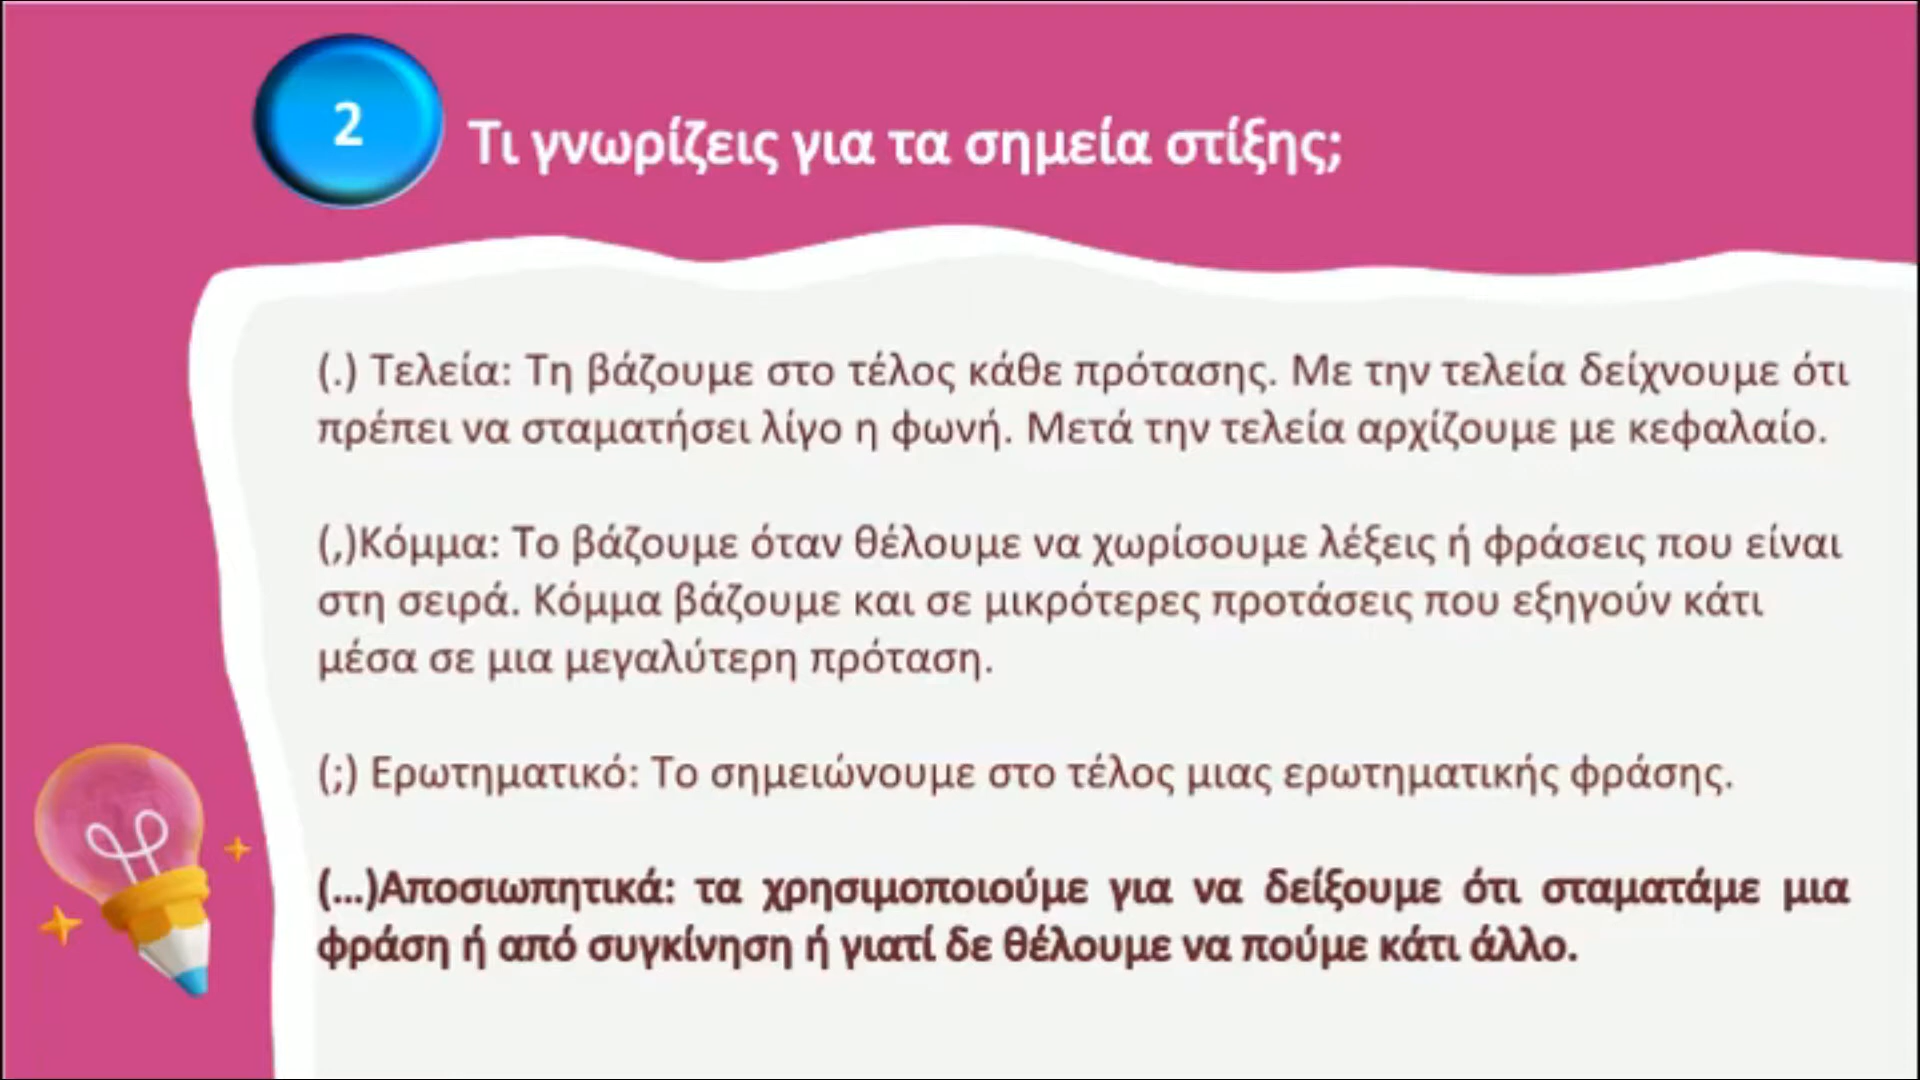 2
Τι γνωρίζεις για τα σημεία στίξης;
(.) Τελεία: Τη βάζουμε στο τέλος κάθε πρότασης. Με την τελεία δείχνουμε ότι
πρέπει να σταματήσει λίγο η φωνή. Μετά την τελεία αρχίζουμε με κεφαλαίο.
(,)Κόμμα: Το βάζουμε όταν θέλουμε να χωρίσουμε λέξεις ή φράσεις που είναι
στη σειρά. Κόμμα βάζουμε και σε μικρότερες προτάσεις που εξηγούν κάτι
μέσα σε μια μεγαλύτερη πρόταση.
(;) Ερωτηματικό: Το σημειώνουμε στο τέλος μιας ερωτηματικής φράσης.
(...)Αποσιωπητικά: τα χρησιμοποιούμε για να δείξουμε ότι σταματάμε μια
φράση ή από συγκίνηση ή γιατί δε θέλουμε να πούμε κάτι άλλο.